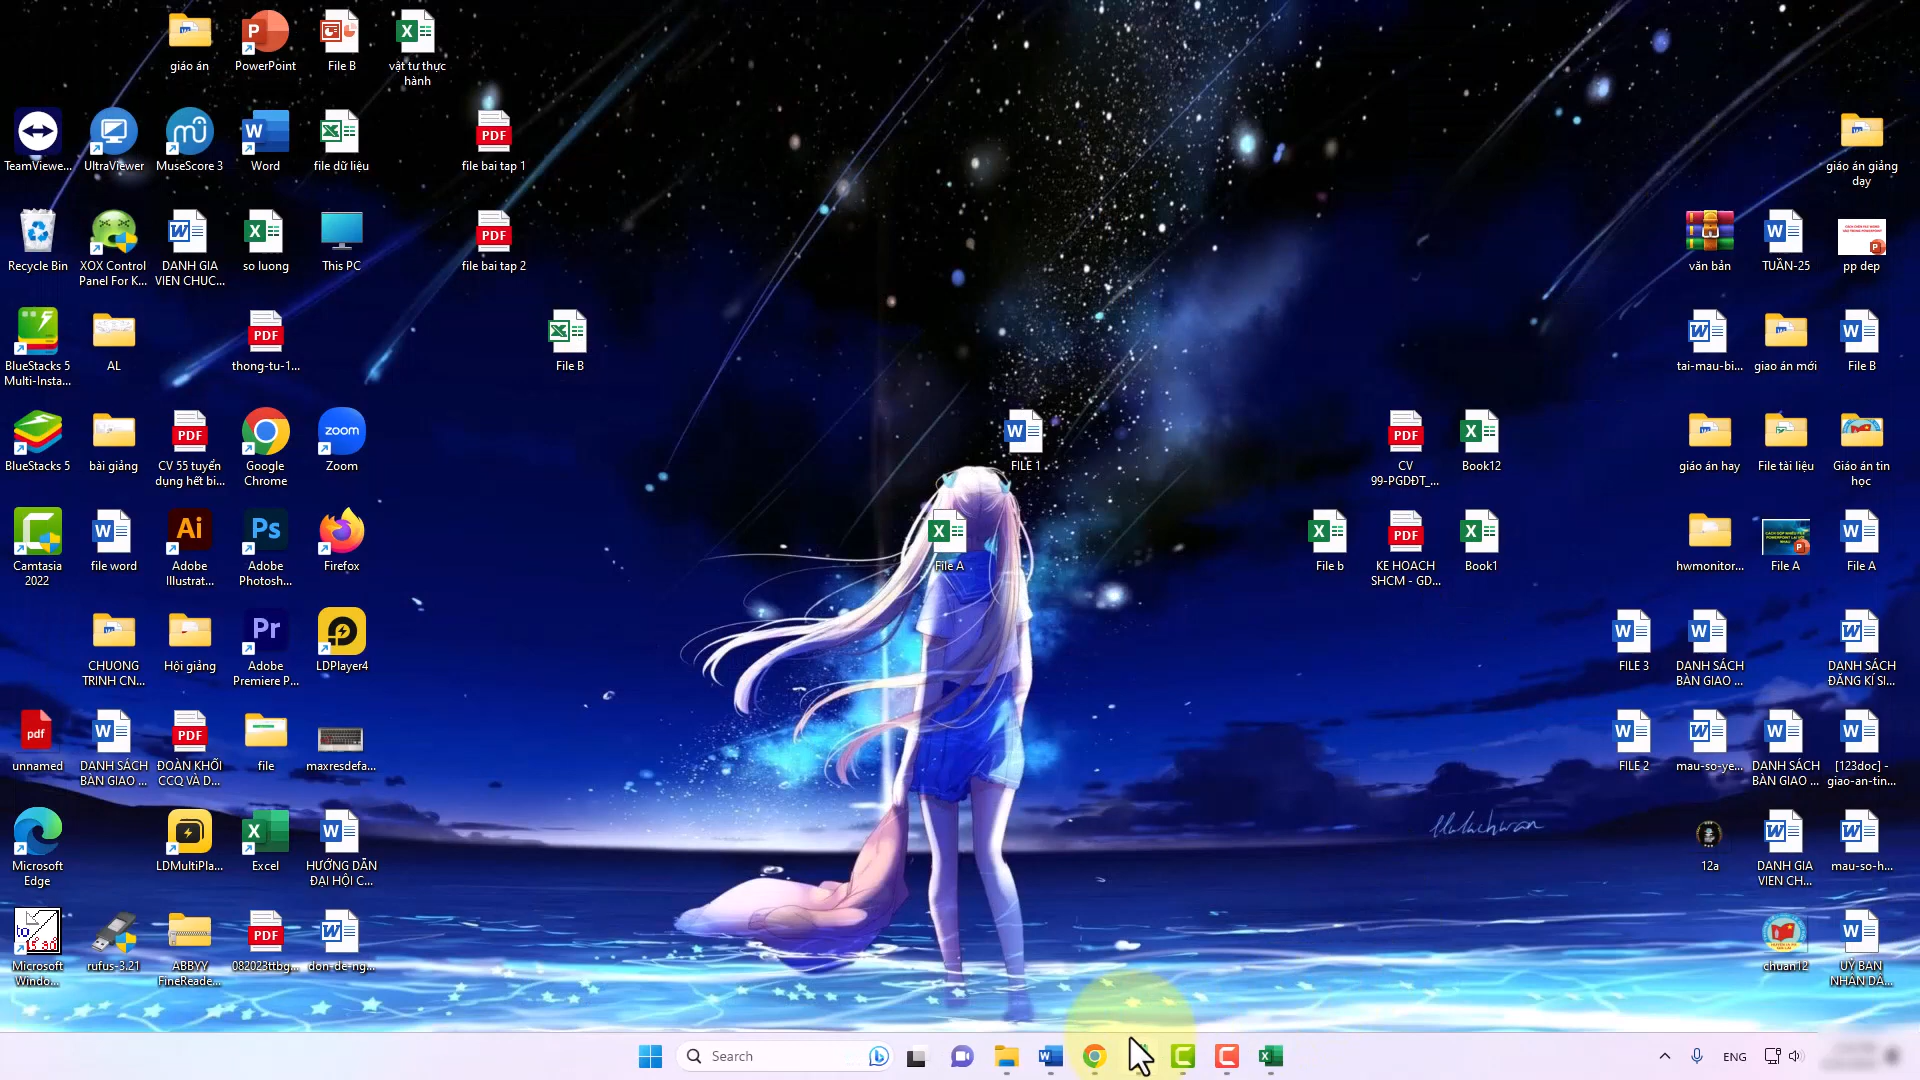 giáo án
PowerPoint
File B
vật tư thực
hành
TeamViewe...
UltraViewer
MuseScore 3
Word
file dữ liệu
file bai tap 1
giáo án giảng
dạy
Recycle Bin
XOX Control
Panel For K...
DANH GIA
VIEN CHUC...
so luong
This PC
file bai tap 2
văn bản
TUẦN-25
pp dep
BlueStacks 5
Multi-Insta...
AL
thong-tu-1...
File B
tai-mau-bi...
giao án mới
File B
BlueStacks 5
bài giảng
CV 55 tuyển
dụng hết bi...
Google
Chrome
Zoom
FILE 1
CV
99-PGDĐT_...
Book12
giáo án hay
File tài liệu
Giáo án tin
học
Camtasia
2022
file word
Adobe
Illustrat...
Adobe
Photosh...
Firefox
File A
File b
KE HOACH
SHCM - GD...
Book1
hwmonitor...
File A
File A
CHUONG
TRINH CN...
Hội giảng
Adobe
Premiere P...
LDPlayer4
FILE 3
DANH SÁCH
BÀN GIAO ...
DANH SÁCH
ĐĂNG KÍ SI...
unnamed
DANH SÁCH
BÀN GIAO ...
ĐOÀN KHỐI
CCQ VÀ D...
file
maxresdefa...
FILE 2
mau-so-ye...
DANH SÁCH
BÀN GIAO ...
[123doc] -
giao-an-tin...
Microsoft
Edge
LDMultiPla...
Excel
HƯỚNG DẪN
ĐẠI HỘI C...
12a
DANH GIA
VIEN CH...
mau-so-h...
Microsoft
Windo...
rufus-3.21
ABBYY
FineReade...
082023ttbg...
don-de-ng...
chuan12
UỶ BAN
NHÂN DÂ...
Search
ENG